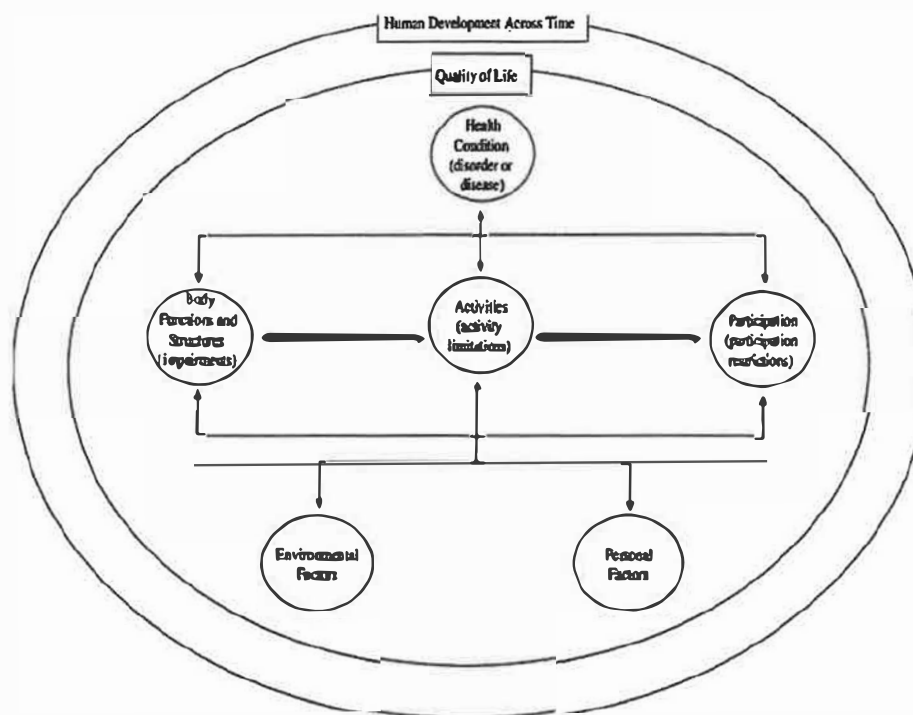 Human Development Across Time
Quality of Life
Health
Condition
(disorder or
disease)
Body
Functions and
Structures
(impairments)
Activities
(activity
limitations)
Participation
(participation
restrictions)
Environmental
Factors
Personal
Factors